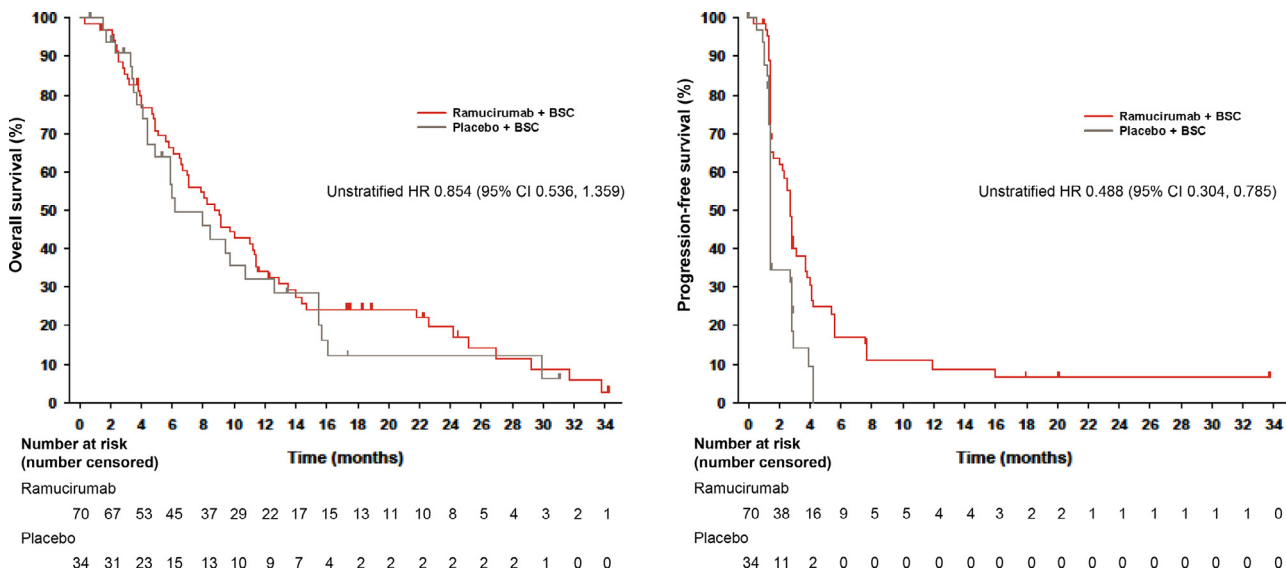 Overall survival (%)
100
90
80
70
60
50
40
30
20
10
0
Ramucirumab + BSC
Placebo + BSC
Unstratified HR 0.854 (95% CI 0.536, 1.359)
0 2 4 6 8 10 12 14 16 18 20 22 24 26 28 30 32 34
Number at risk
(number censored)
Time (months)
Ramucirumab
70 67 53 45 37 29 22 17 15 13 11 10 8 5 4 3 2 1
Placebo
34 31 23 15 13 10 9 7 4 2 2 2 2 2 2 1 0 0
Progression-free survival (%)
100
90
80
70
60
50
40
30
20
10
0
Ramucirumab + BSC
Placebo + BSC
Unstratified HR 0.488 (95% CI 0.304, 0.785)
0 2 4 6 8 10 12 14 16 18 20 22 24 26 28 30 32 34
Number at risk
(number censored)
Time (months)
Ramucirumab
70 38 16 9 5 5 4 4 3 2 2 1 1 1 1 1 1 0
Placebo
34 11 2 0 0 0 0 0 0 0 0 0 0 0 0 0 0 0